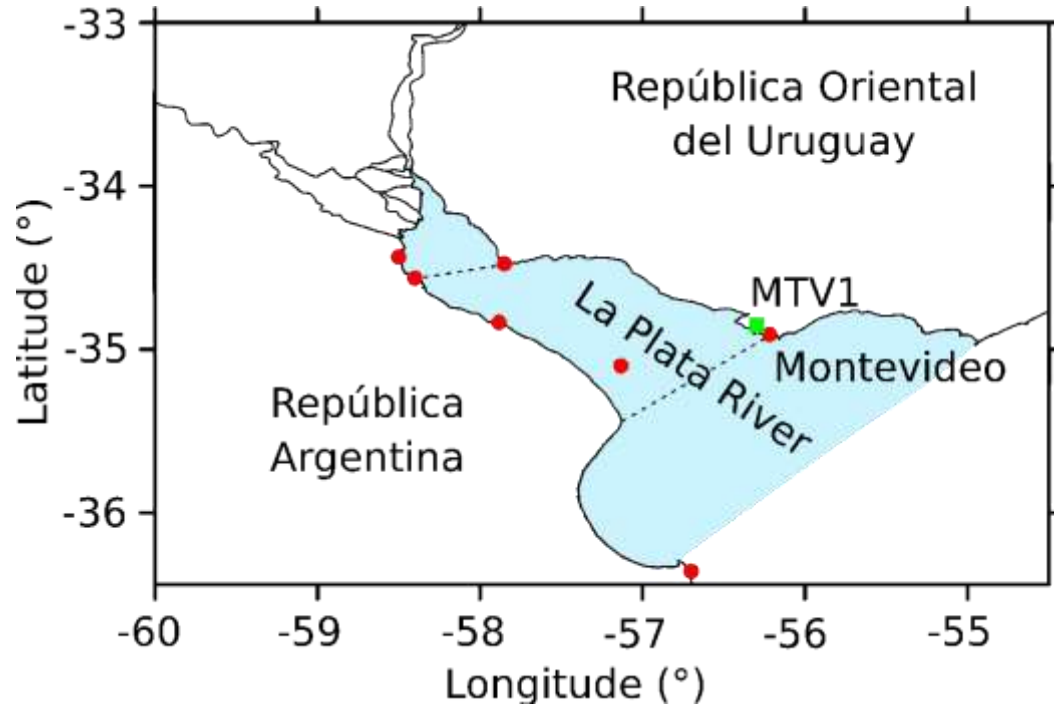 -33
República Oriental
del Uruguay
-34
MTV1
La Plata River
-35
Montevideo
República
Argentina
-36
Latitude (°)
-60 -59 -58 -57 -56 -55
Longitude (°)